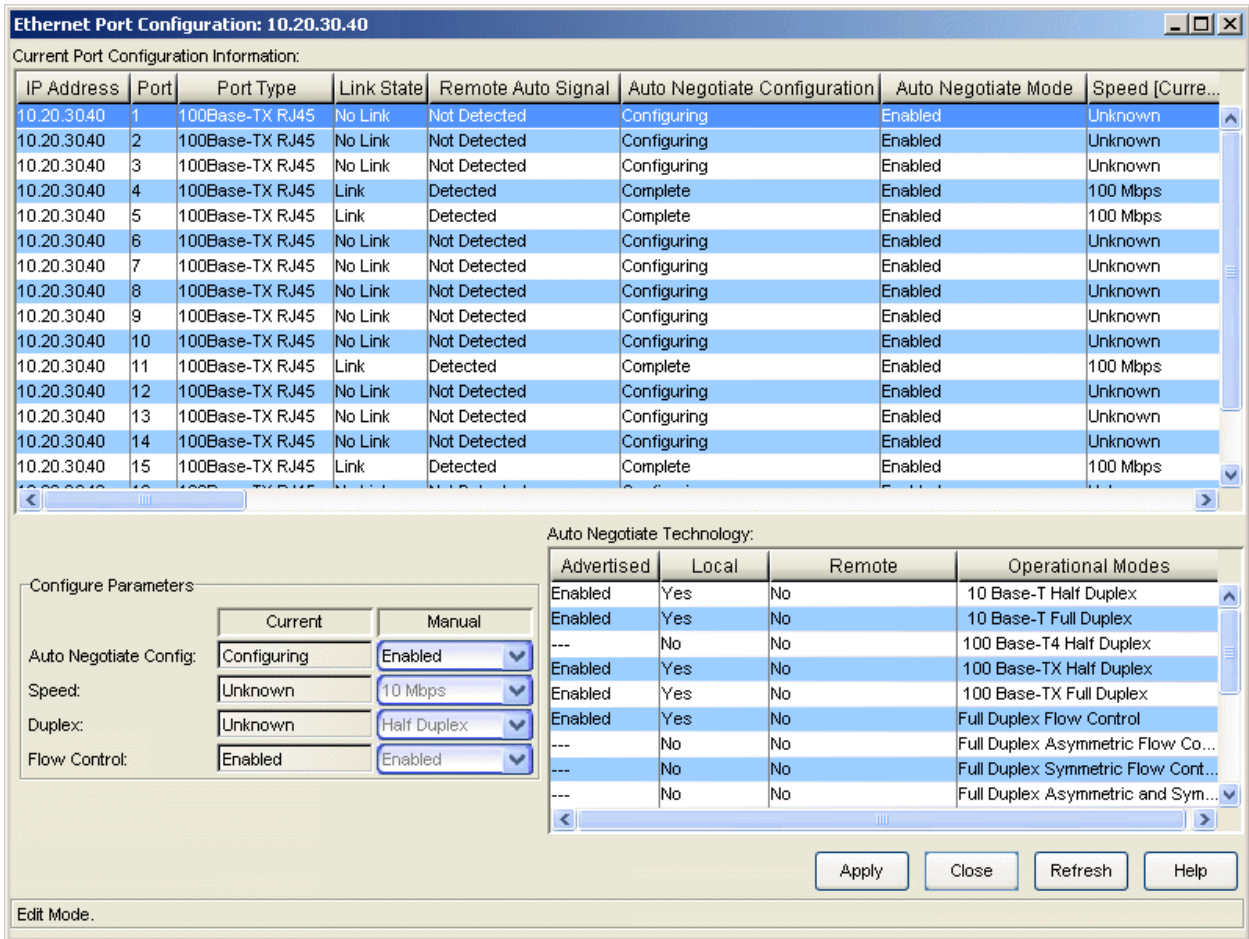 Ethernet Port Configuration: 10.20.30.40
Current Port Configuration Information:
IP Address Port Port Type Link State Remote Auto Signal Auto Negotiate Configuration Auto Negotiate Mode Speed [Curre...
10.20.30.40 1 100Base-TX RJ45 No Link Not Detected Configuring Enabled Unknown
10.20.30.40 2 100Base-TX RJ45 No Link Not Detected Configuring Enabled Unknown
10.20.30.40 3 100Base-TX RJ45 No Link Not Detected Configuring Enabled Unknown
10.20.30.40 4 100Base-TX RJ45 Link Detected Complete Enabled 100 Mbps
10.20.30.40 5 100Base-TX RJ45 Link Detected Complete Enabled 100 Mbps
10.20.30.40 6 100Base-TX RJ45 No Link Not Detected Configuring Enabled Unknown
10.20.30.40 7 100Base-TX RJ45 No Link Not Detected Configuring Enabled Unknown
10.20.30.40 8 100Base-TX RJ45 No Link Not Detected Configuring Enabled Unknown
10.20.30.40 9 100Base-TX RJ45 No Link Not Detected Configuring Enabled Unknown
10.20.30.40 10 100Base-TX RJ45 No Link Not Detected Configuring Enabled Unknown
10.20.30.40 11 100Base-TX RJ45 Link Detected Complete Enabled 100 Mbps
10.20.30.40 12 100Base-TX RJ45 No Link Not Detected Configuring Enabled Unknown
10.20.30.40 13 100Base-TX RJ45 No Link Not Detected Configuring Enabled Unknown
10.20.30.40 14 100Base-TX RJ45 No Link Not Detected Configuring Enabled Unknown
10.20.30.40 15 100Base-TX RJ45 Link Detected Complete Enabled 100 Mbps
Configure Parameters
Current Manual
Auto Negotiate Config: Configuring Enabled
Speed: Unknown 10 Mbps
Duplex: Unknown Half Duplex
Flow Control: Enabled Enabled
Auto Negotiate Technology:
Advertised Local Remote Operational Modes
Enabled Yes No 10 Base-T Half Duplex
Enabled Yes No 10 Base-T Full Duplex
--- No No 100 Base-T4 Half Duplex
Enabled Yes No 100 Base-TX Half Duplex
Enabled Yes No 100 Base-TX Full Duplex
Enabled Yes No Full Duplex Flow Control
--- No No Full Duplex Asymmetric Flow Co...
--- No No Full Duplex Symmetric Flow Cont...
--- No No Full Duplex Asymmetric and Sym...
Apply Close Refresh Help
Edit Mode.